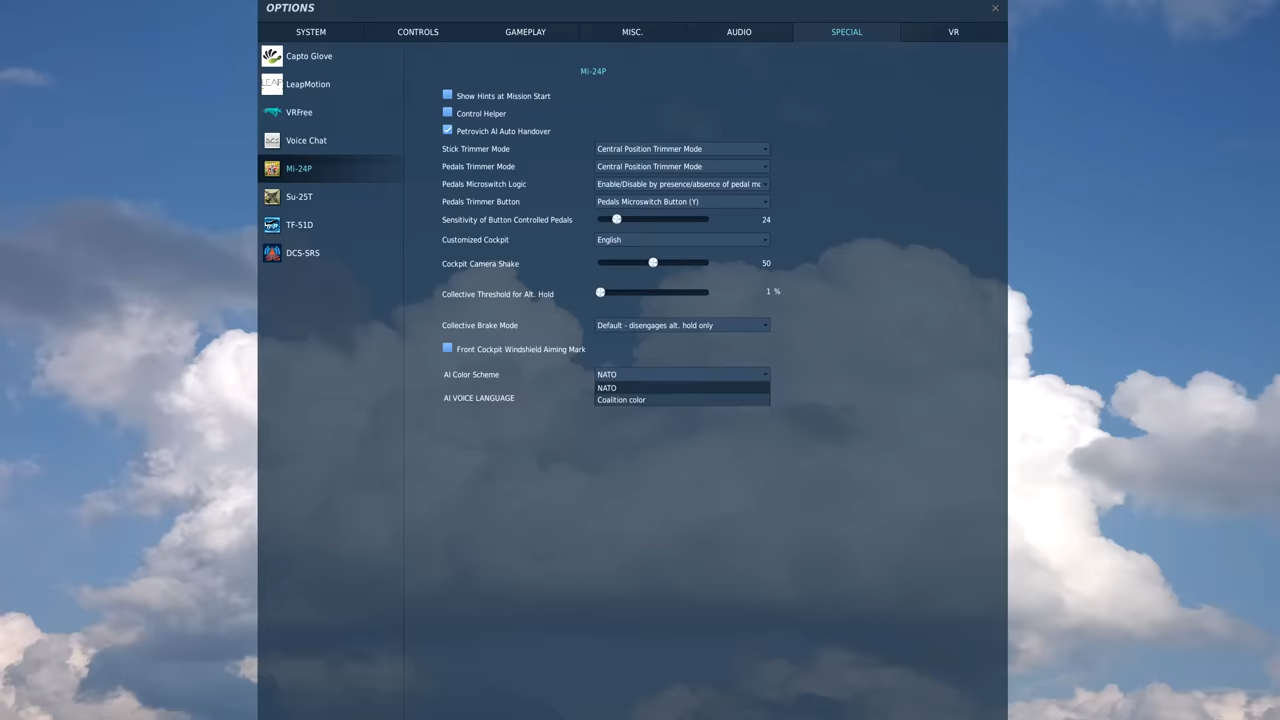 OPTIONS
SYSTEM CONTROLS GAMEPLAY MISC. AUDIO SPECIAL VR
Capto Glove
LEAP
LeapMotion
VRFree
Voice Chat
Mi-24P
Su-25T
TF-51D
DCS-SRS
Mi-24P
Show Hints at Mission Start
Control Helper
Petrovich AI Auto Handover
Stick Trimmer Mode Central Position Trimmer Mode
Pedals Trimmer Mode Central Position Trimmer Mode
Pedals Microswitch Logic Enable/Disable by presence/absence of pedal mo
Pedals Trimmer Button Pedals Microswitch Button (Y)
Sensitivity of Button Controlled Pedals 24
Customized Cockpit English
Cockpit Camera Shake 50
Collective Threshold for Alt. Hold 1 %
Collective Brake Mode Default - disengages alt. hold only
Front Cockpit Windshield Aiming Mark
AI Color Scheme NATO
NATO
AI VOICE LANGUAGE Coalition color